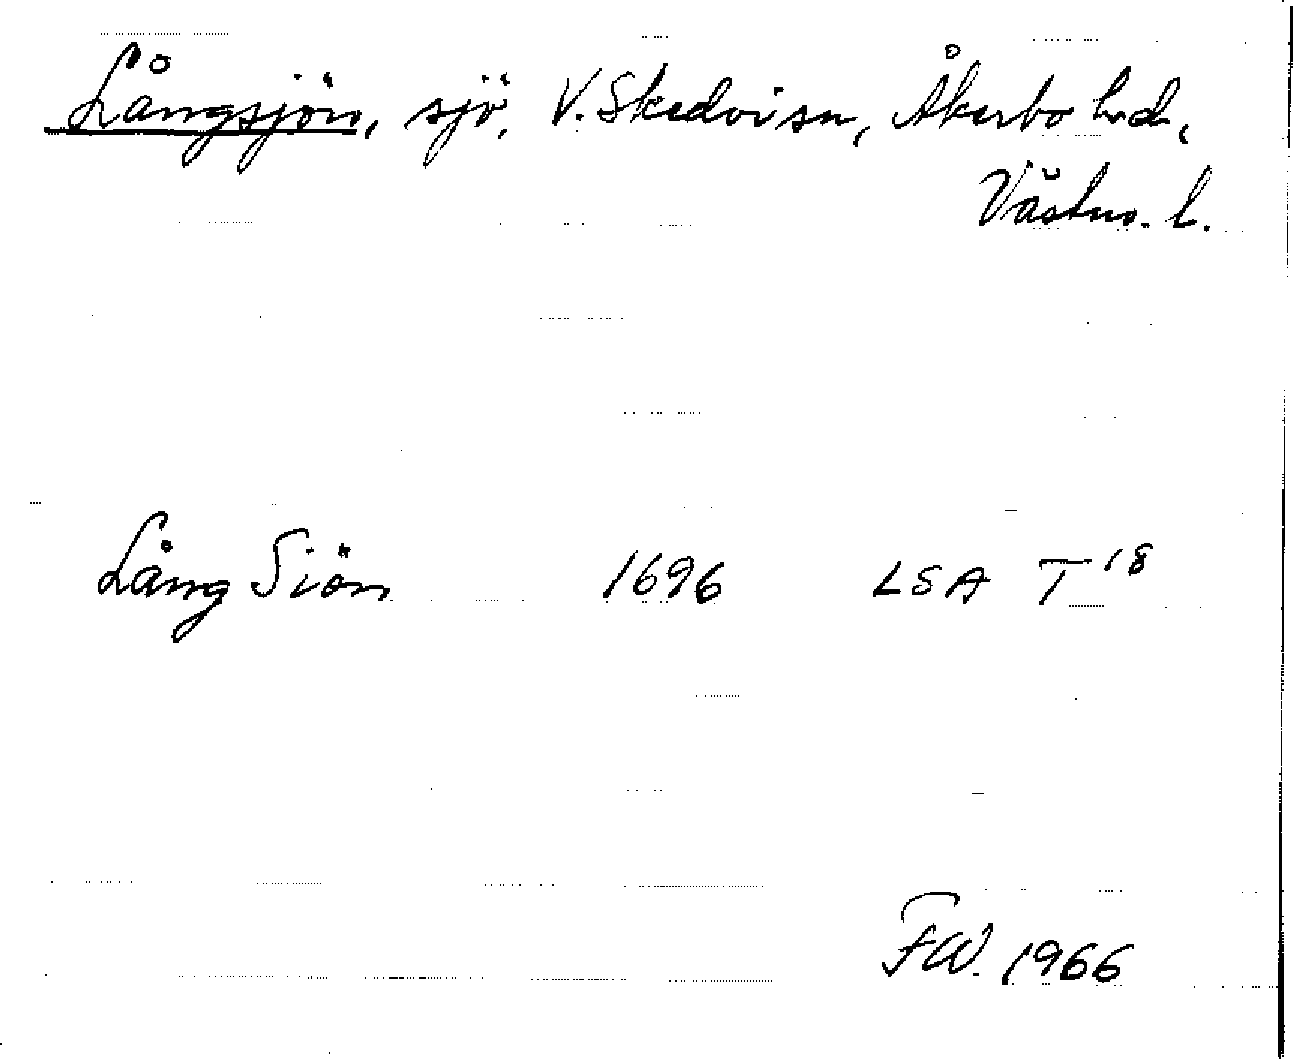 Långsjön, sjö, V. Skedvi sn, Åkerbo hd,
Västm. l.
Lång Siön 1696 LSA T 18
FW. 1966